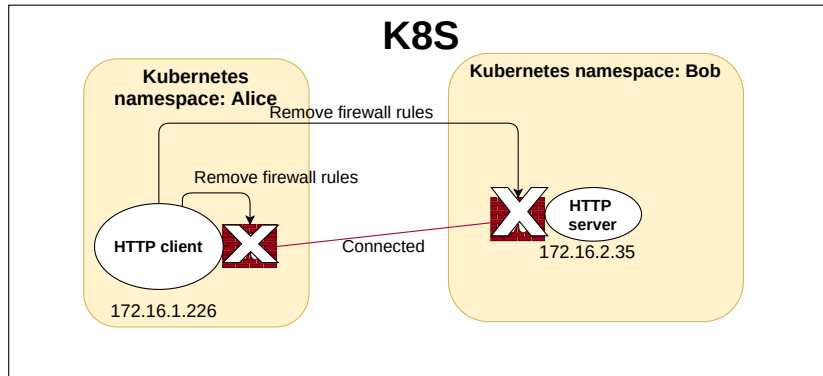 K8S
Kubernetes
namespace: Alice
Kubernetes namespace: Bob
Remove firewall rules
Remove firewall rules
HTTP client
HTTP
server
Connected
172.16.2.35
172.16.1.226